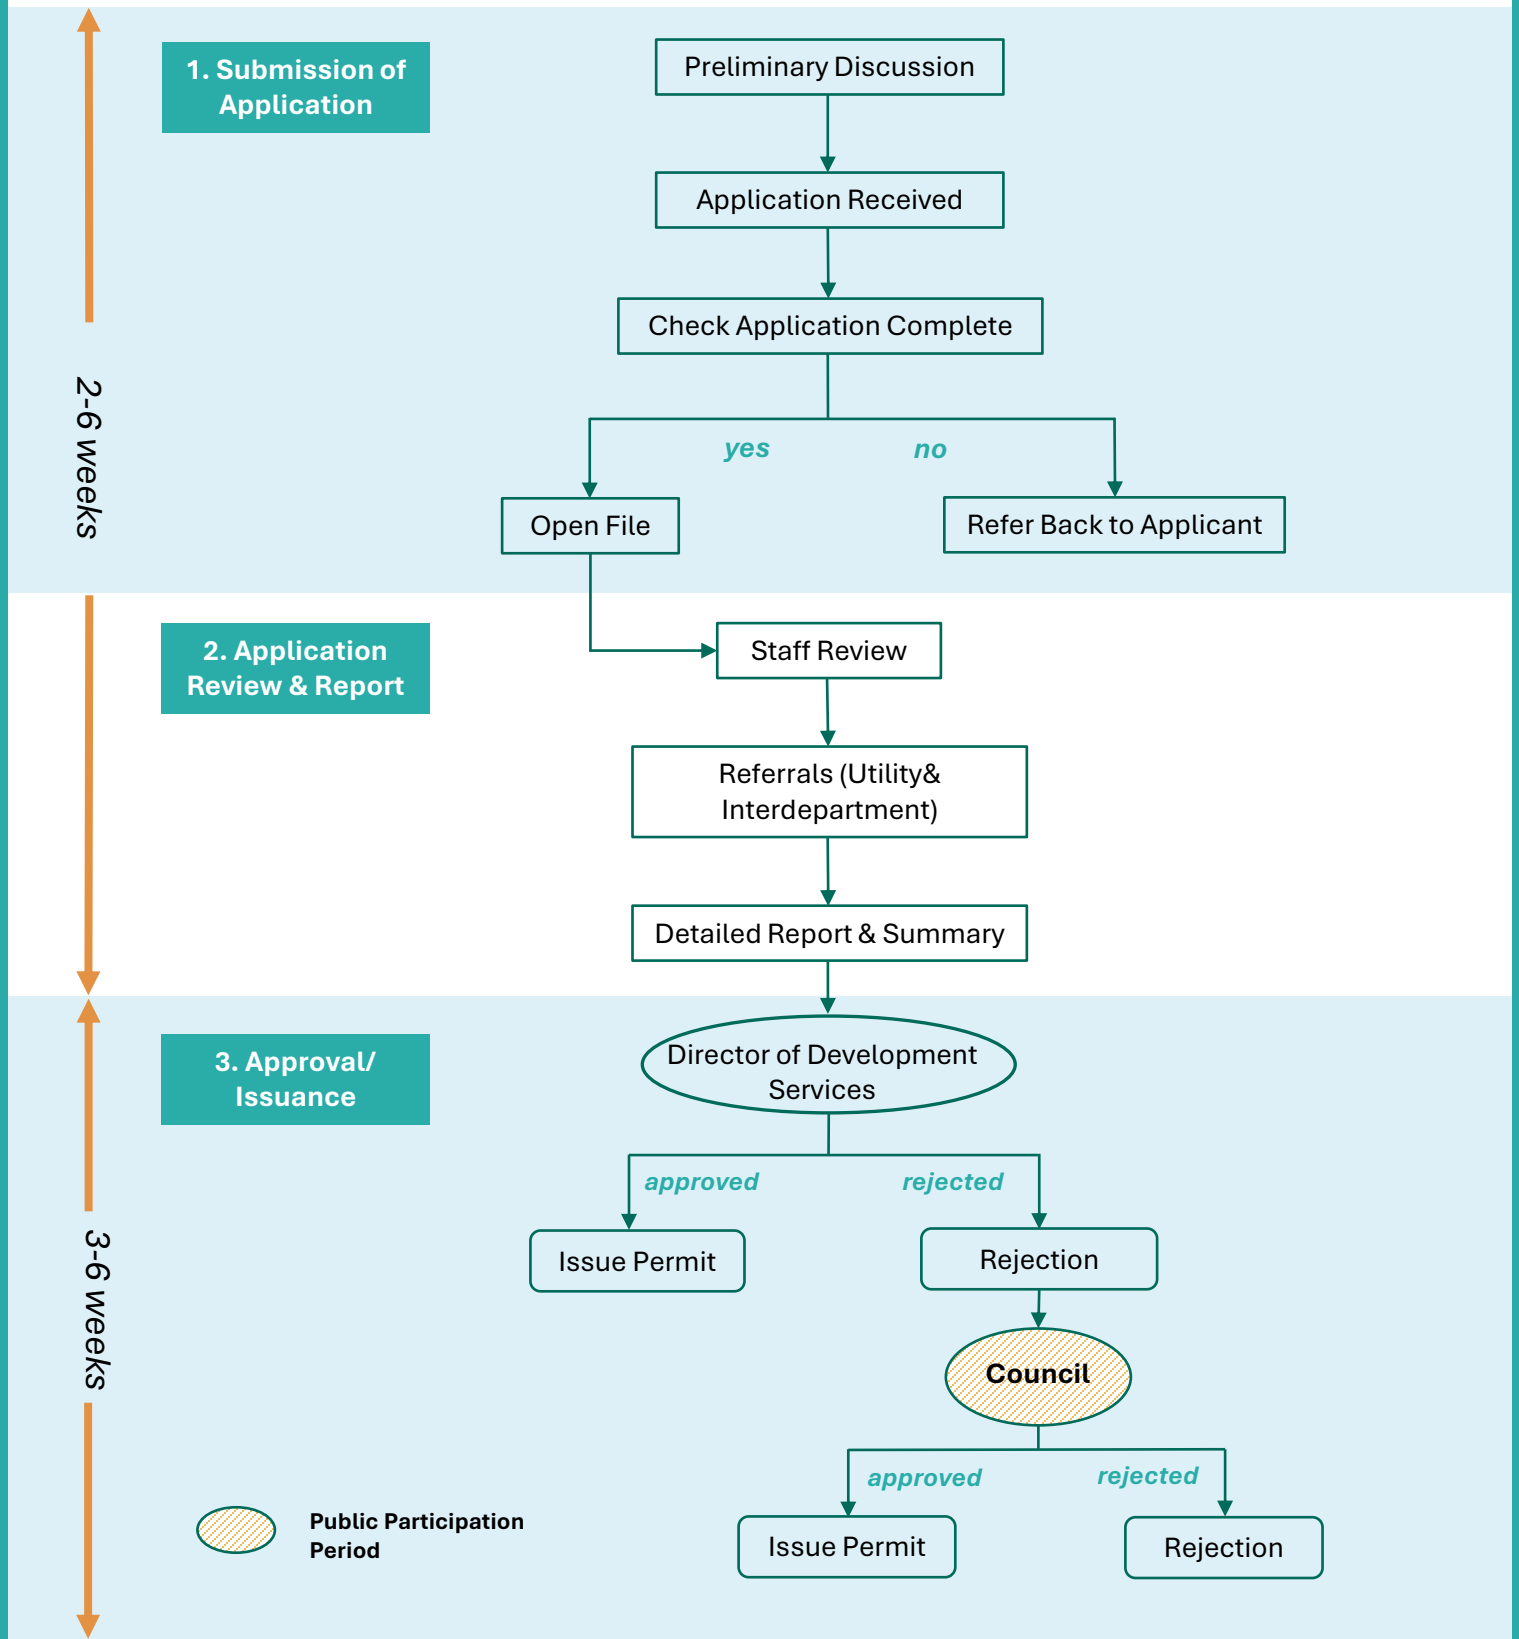 1. Submission of
Application
Preliminary Discussion
Application Received
Check Application Complete
2-6 weeks
yes
no
Open File
Refer Back to Applicant
2. Application
Review & Report
Staff Review
Referrals (Utility&
Interdepartment)
Detailed Report & Summary
3. Approval/
Issuance
Director of Development
Services
approved
rejected
3-6 weeks
Issue Permit
Rejection
Council
approved
rejected
Public Participation
Period
Issue Permit
Rejection